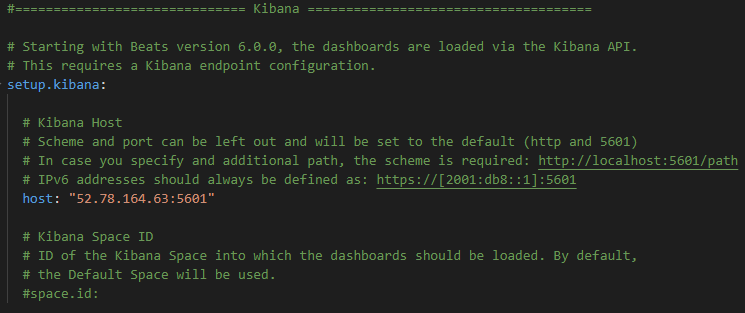 #============================== Kibana =====================================
# Starting with Beats version 6.0.0, the dashboards are loaded via the Kibana API.
# This requires a Kibana endpoint configuration.
setup.kibana:
# Kibana Host
# Scheme and port can be left out and will be set to the default (http and 5601)
# In case you specify and additional path, the scheme is required: http://localhost:5601/path
# IPv6 addresses should always be defined as: https://[2001:db8::1]:5601
host: "52.78.164.63:5601"
# Kibana Space ID
# ID of the Kibana Space into which the dashboards should be loaded. By default,
# the Default Space will be used.
#space.id: